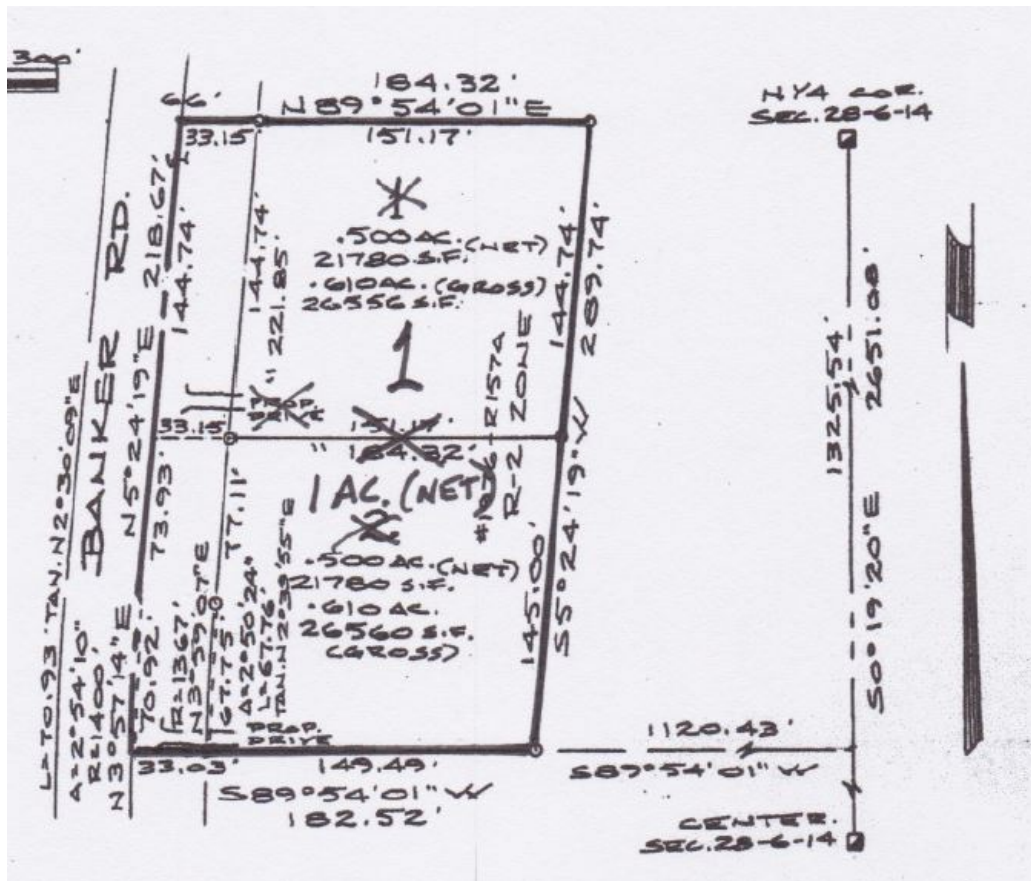 300'
184.32'
66'
N 89°54'01" E
33.15'
151.17'
N.1/4 COR.
SEC. 28-6-14
218.67'
144.74'
144.74'
221.85'
1
.500 AC. (NET)
21780 S.F.
.610 AC. (GROSS)
26556 S.F.
1
144.74'
289.74'
BANKER RD.
N5°24'19"E
R-2 ZONE
PROP.
DRIVE
33.15'
184.32'
1 AC. (NET)
2
.500 AC. (NET)
21780 S.F.
.610 AC.
26560 S.F.
(GROSS)
73.93'
77.11'
145.00'
S5°24'19"W
1325.54'
2651.08'
S0°19'20"E
L=70.93' TAN. N2°30'09"E
Δ=2°54'10"
R=1400'
N3°57'14"E
70.92'
R=1367'
N3°59'07"E
67.75'
Δ=2°50'24"
L=67.76'
TAN. N2°33'55"E
PROP.
DRIVE
33.03'
149.49'
S89°54'01" W
182.52'
1120.43'
S89°54'01" W
CENTER.
SEC. 28-6-14